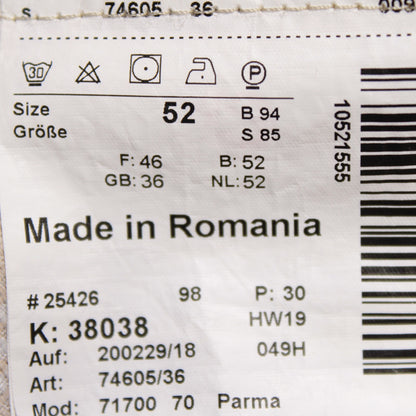 s 74605 36 009
30 P
Size 52 B 94
Größe S 85
F: 46 B: 52
GB: 36 NL: 52
Made in Romania
# 25426 98 P: 30
K: 38038 HW19
Auf: 200229/18 049H
Art: 74605/36
Mod: 71700 70 Parma
10521555